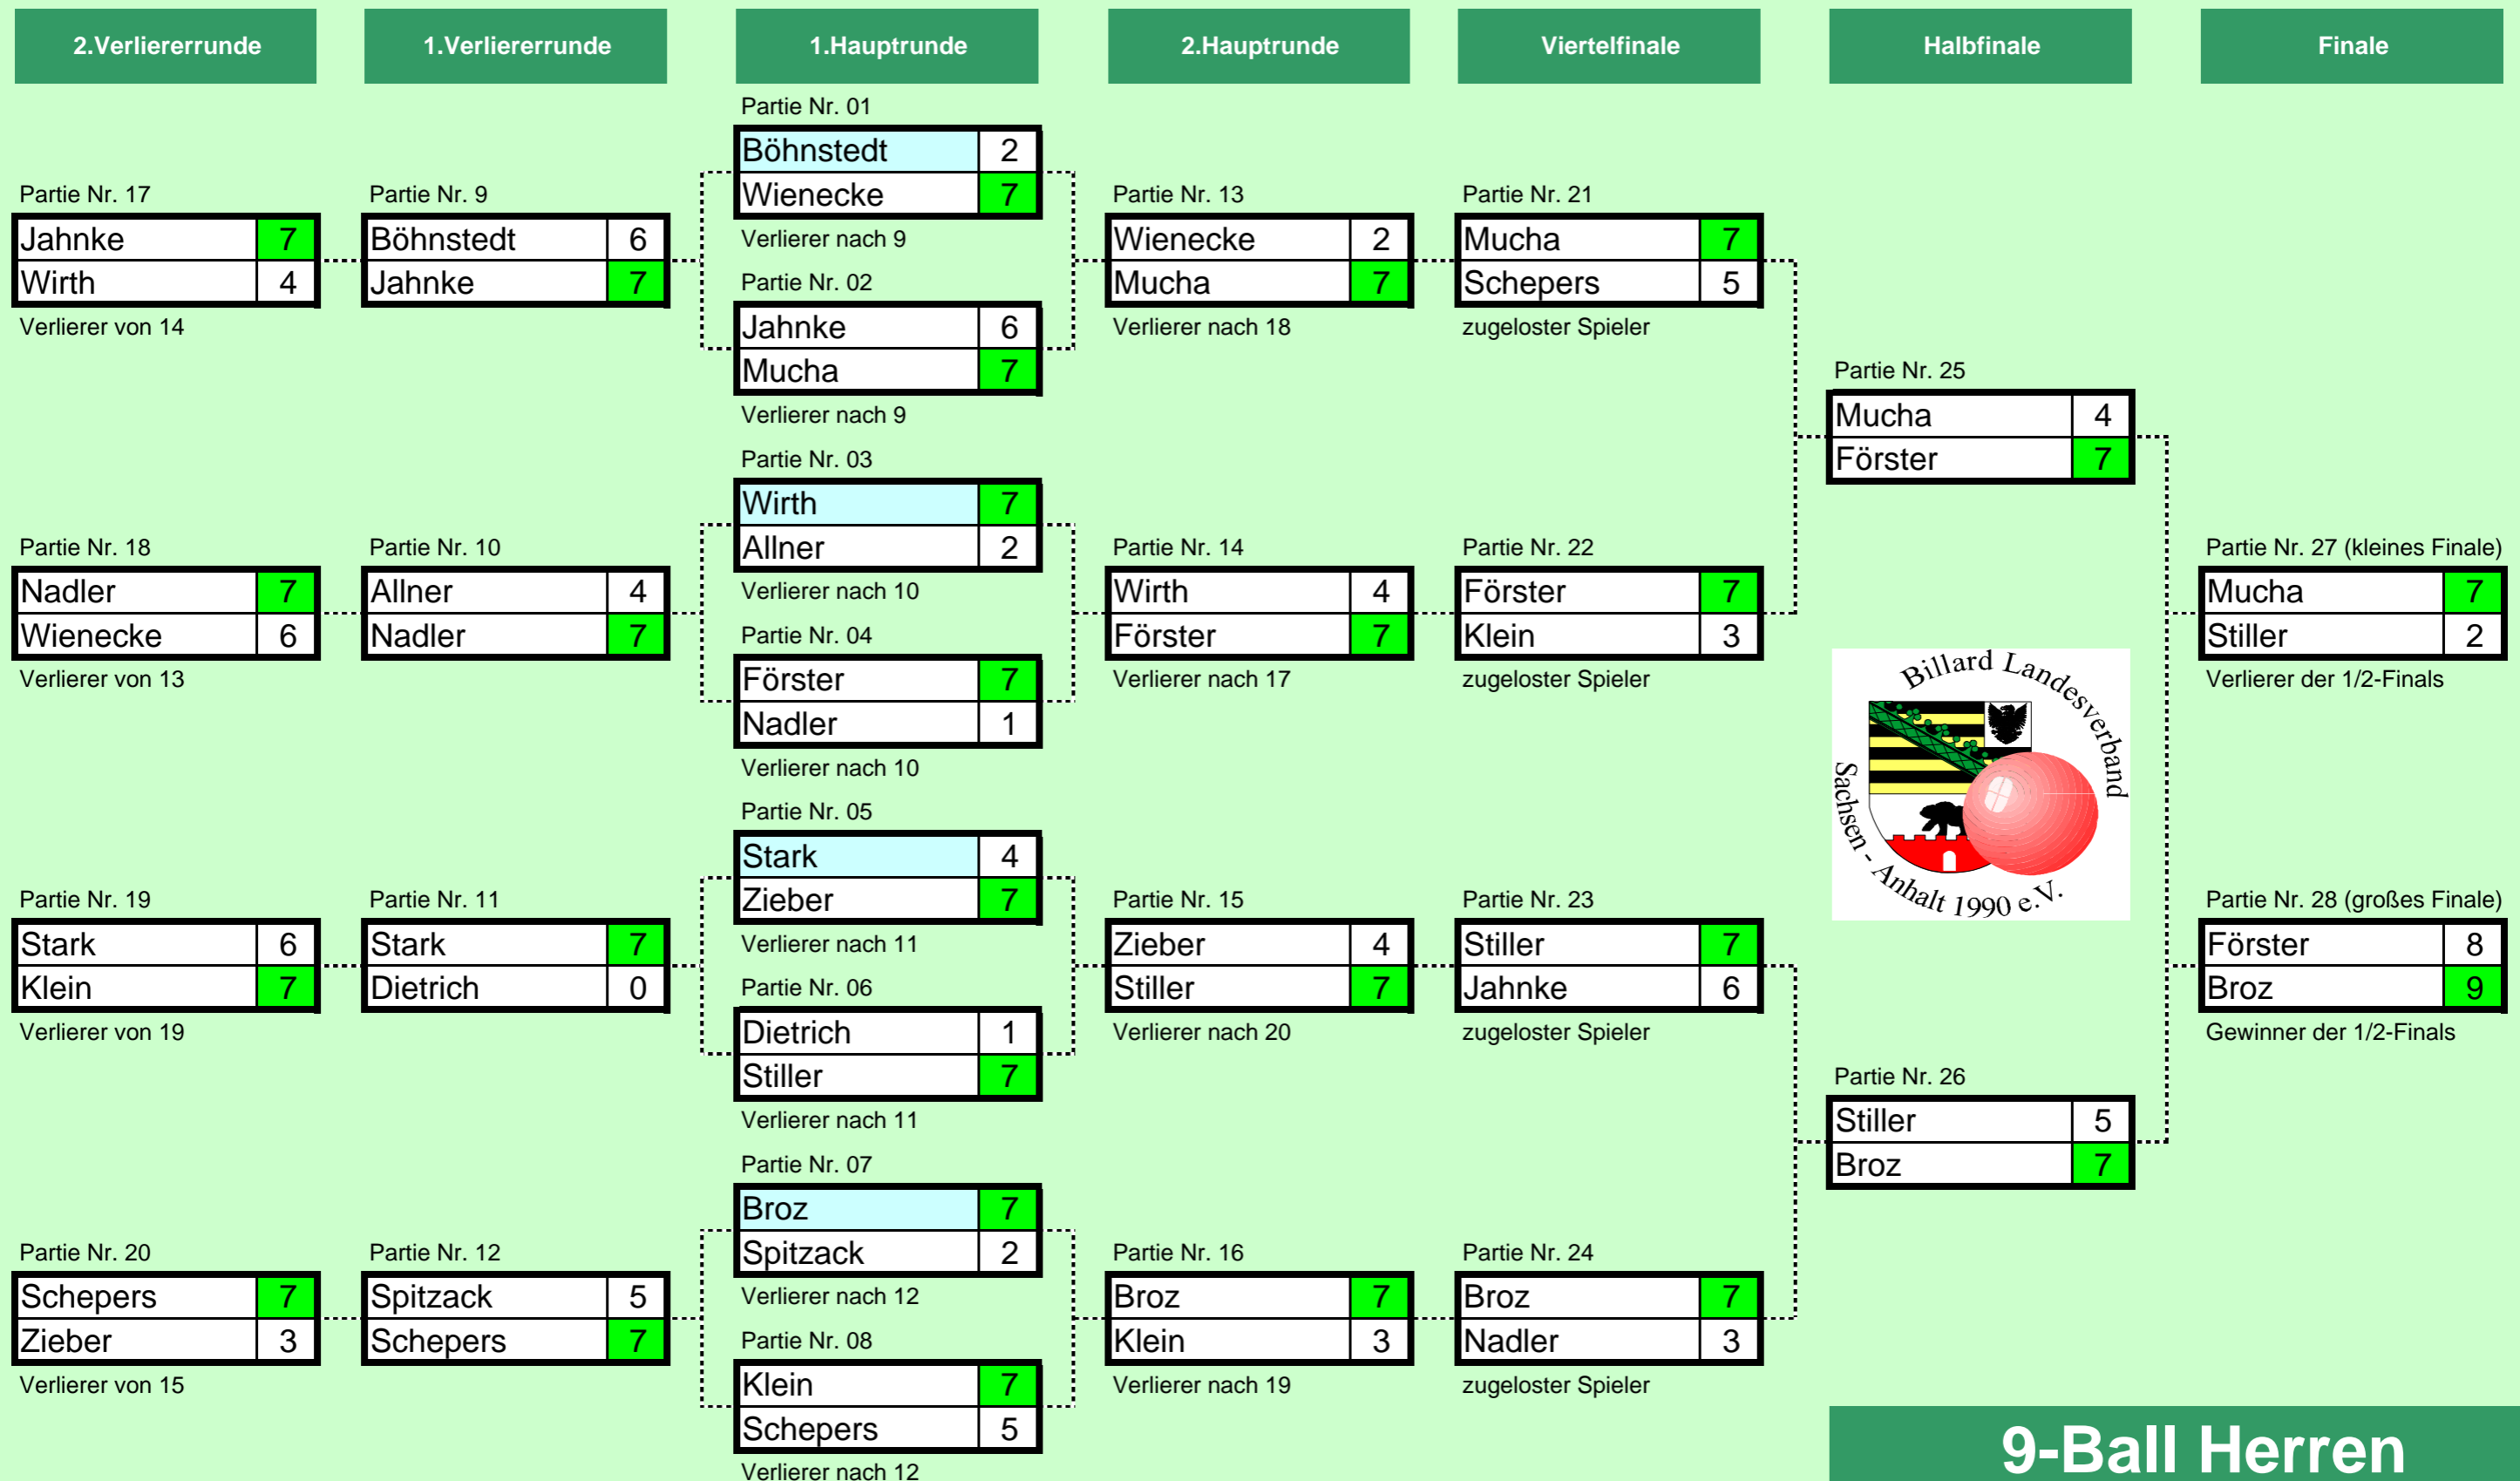 2.Verliererrunde
1.Verliererrunde
1.Hauptrunde
2.Hauptrunde
Viertelfinale
Halbfinale
Finale
Partie Nr. 17
Jahnke 7
Wirth 4
Verlierer von 14
Partie Nr. 18
Nadler 7
Wienecke 6
Verlierer von 13
Partie Nr. 19
Stark 6
Klein 7
Verlierer von 19
Partie Nr. 20
Schepers 7
Zieber 3
Verlierer von 15
Partie Nr. 9
Böhnstedt 6
Jahnke 7
Partie Nr. 10
Allner 4
Nadler 7
Partie Nr. 11
Stark 7
Dietrich 0
Partie Nr. 12
Spitzack 5
Schepers 7
Partie Nr. 01
Böhnstedt 2
Wienecke 7
Verlierer nach 9
Partie Nr. 02
Jahnke 6
Mucha 7
Verlierer nach 9
Partie Nr. 03
Wirth 7
Allner 2
Verlierer nach 10
Partie Nr. 04
Förster 7
Nadler 1
Verlierer nach 10
Partie Nr. 05
Stark 4
Zieber 7
Verlierer nach 11
Partie Nr. 06
Dietrich 1
Stiller 7
Verlierer nach 11
Partie Nr. 07
Broz 7
Spitzack 2
Verlierer nach 12
Partie Nr. 08
Klein 7
Schepers 5
Verlierer nach 12
Partie Nr. 13
Wienecke 2
Mucha 7
Verlierer nach 18
Partie Nr. 14
Wirth 4
Förster 7
Verlierer nach 17
Partie Nr. 15
Zieber 4
Stiller 7
Verlierer nach 20
Partie Nr. 16
Broz 7
Klein 3
Verlierer nach 19
Partie Nr. 21
Mucha 7
Schepers 5
zugeloster Spieler
Partie Nr. 22
Förster 7
Klein 3
zugeloster Spieler
Partie Nr. 23
Stiller 7
Jahnke 6
zugeloster Spieler
Partie Nr. 24
Broz 7
Nadler 3
zugeloster Spieler
Partie Nr. 25
Mucha 4
Förster 7
Billard Landesverband
Sachsen - Anhalt 1990 e.V.
Partie Nr. 26
Stiller 5
Broz 7
Partie Nr. 27 (kleines Finale)
Mucha 7
Stiller 2
Verlierer der 1/2-Finals
Partie Nr. 28 (großes Finale)
Förster 8
Broz 9
Gewinner der 1/2-Finals
9-Ball Herren